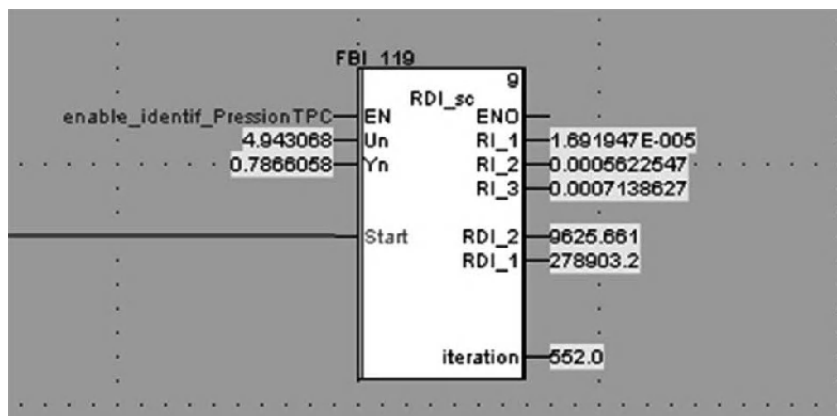 FBI_119
9
RDI_sc
enable_identif_PressionTPC EN ENO
4.943068 Un RI_1 1.691947E-005
0.7866058 Yn RI_2 0.0005622547
RI_3 0.0007138627
Start RDI_2 9625.661
RDI_1 278903.2
iteration 552.0